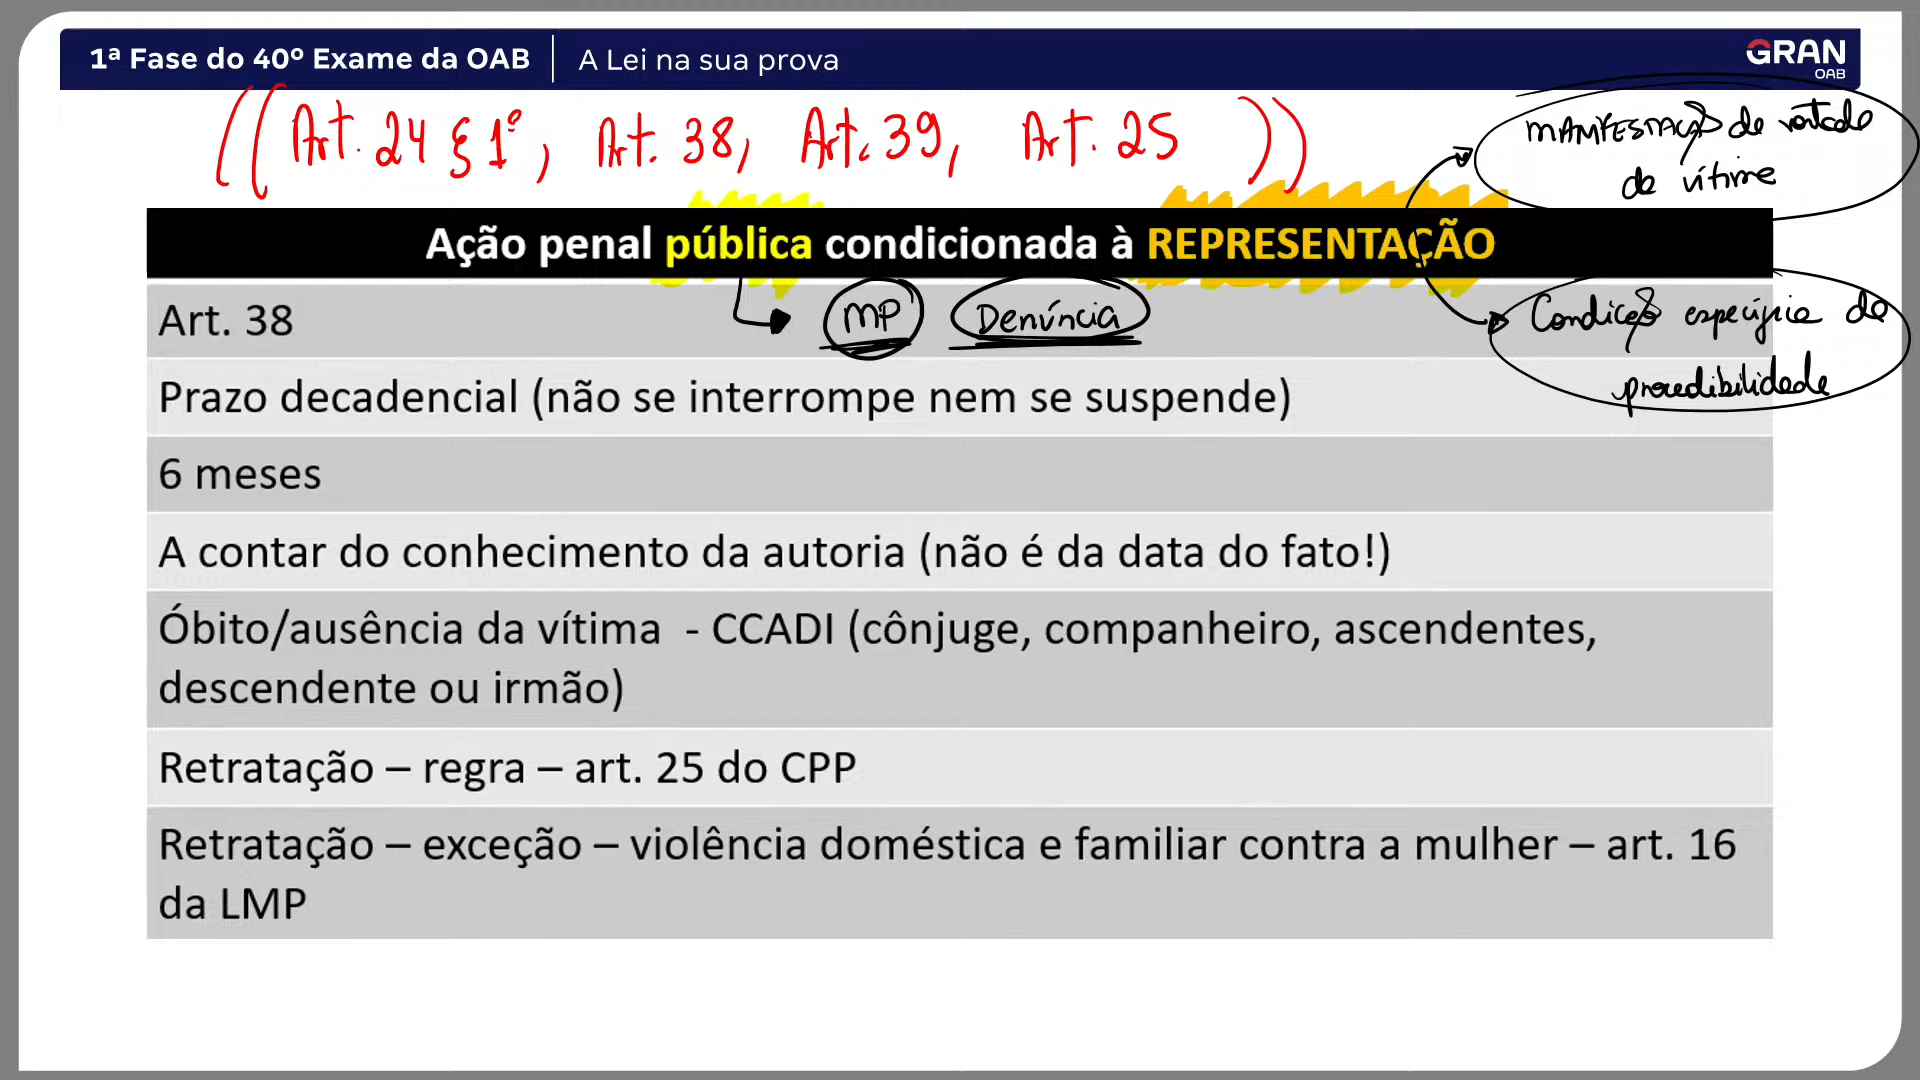 1ª Fase do 40º Exame da OAB | A Lei na sua prova
GRAN
OAB
((Art. 24 § 1º, Art. 38, Art. 39, Art. 25))
MANIFESTAÇÃO de vontade
da vítima
Ação penal pública condicionada à REPRESENTAÇÃO
Art. 38
MP Denúncia
Condição específica de
procedibilidade
Prazo decadencial (não se interrompe nem se suspende)
6 meses
A contar do conhecimento da autoria (não é da data do fato!)
Óbito/ausência da vítima - CCADI (cônjuge, companheiro, ascendentes,
descendente ou irmão)
Retratação – regra – art. 25 do CPP
Retratação – exceção – violência doméstica e familiar contra a mulher – art. 16
da LMP